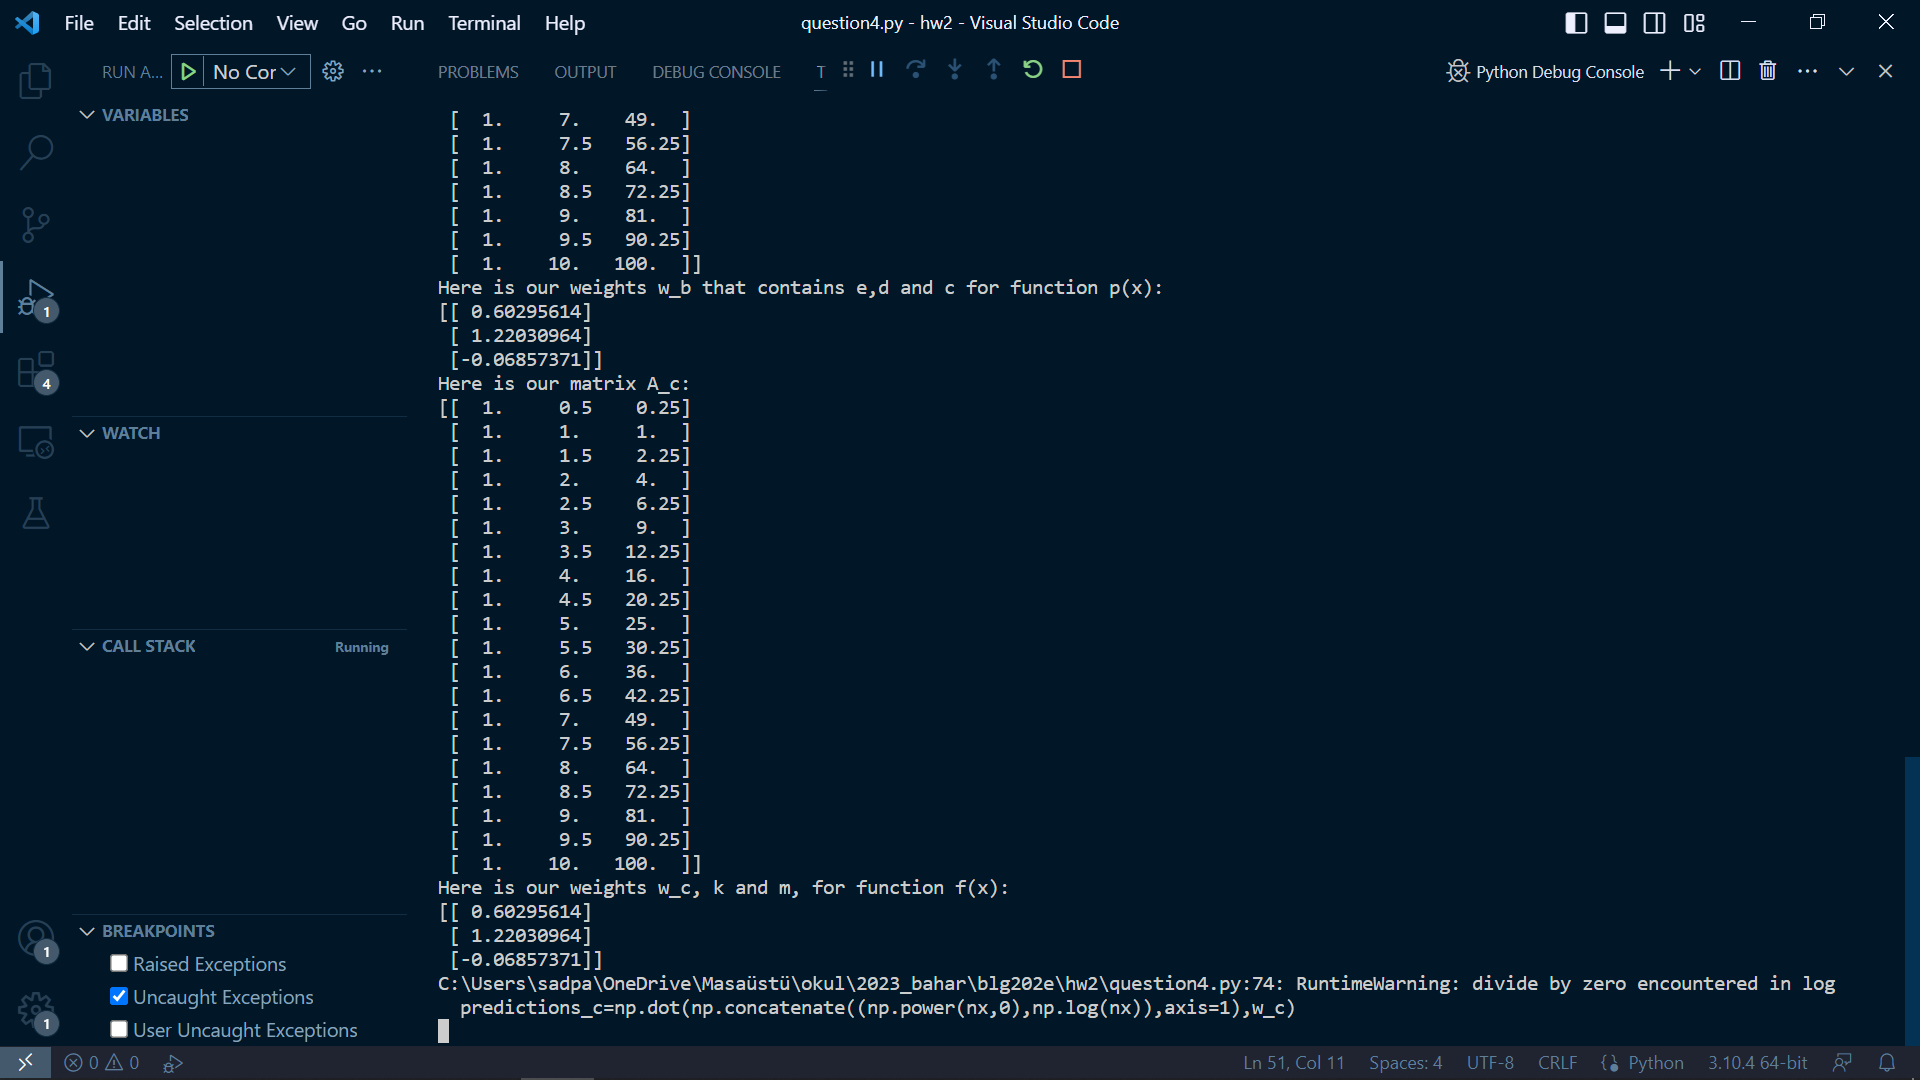 File Edit Selection View Go Run Terminal Help
question4.py - hw2 - Visual Studio Code
RUN A... No Cor
PROBLEMS OUTPUT DEBUG CONSOLE T
Python Debug Console
VARIABLES
WATCH
CALL STACK Running
BREAKPOINTS
Raised Exceptions
Uncaught Exceptions
User Uncaught Exceptions
1
4
1
1
[  1.     7.    49.  ]
[  1.     7.5   56.25]
[  1.     8.    64.  ]
[  1.     8.5   72.25]
[  1.     9.    81.  ]
[  1.     9.5   90.25]
[  1.    10.   100.  ]]
Here is our weights w_b that contains e,d and c for function p(x):
[[ 0.60295614]
[ 1.22030964]
[-0.06857371]]
Here is our matrix A_c:
[[  1.     0.5    0.25]
[  1.     1.     1.  ]
[  1.     1.5    2.25]
[  1.     2.     4.  ]
[  1.     2.5    6.25]
[  1.     3.     9.  ]
[  1.     3.5   12.25]
[  1.     4.    16.  ]
[  1.     4.5   20.25]
[  1.     5.    25.  ]
[  1.     5.5   30.25]
[  1.     6.    36.  ]
[  1.     6.5   42.25]
[  1.     7.    49.  ]
[  1.     7.5   56.25]
[  1.     8.    64.  ]
[  1.     8.5   72.25]
[  1.     9.    81.  ]
[  1.     9.5   90.25]
[  1.    10.   100.  ]]
Here is our weights w_c, k and m, for function f(x):
[[ 0.60295614]
[ 1.22030964]
[-0.06857371]]
C:\Users\sadpa\OneDrive\Masaüstü\okul\2023_bahar\blg202e\hw2\question4.py:74: RuntimeWarning: divide by zero encountered in log
predictions_c=np.dot(np.concatenate((np.power(nx,0),np.log(nx)),axis=1),w_c)
0 0
Ln 51, Col 11 Spaces: 4 UTF-8 CRLF Python 3.10.4 64-bit